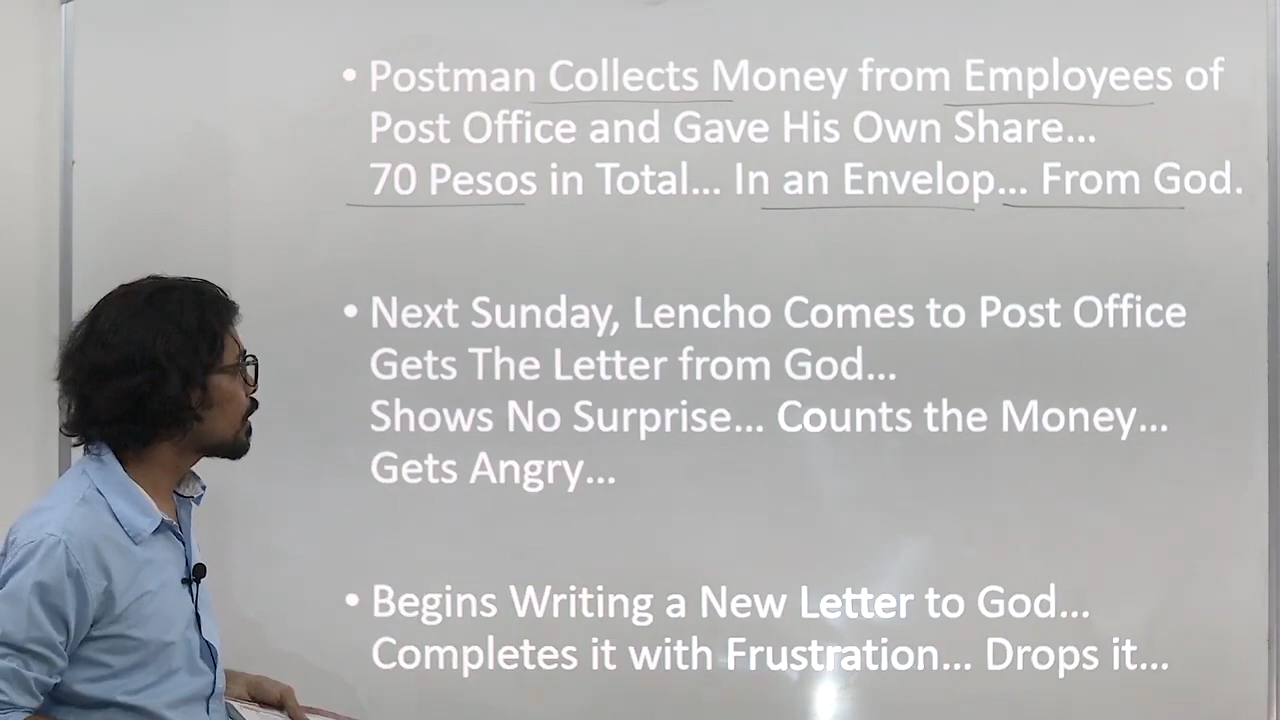 • Postman Collects Money from Employees of
Post Office and Gave His Own Share...
70 Pesos in Total... In an Envelop... From God.
• Next Sunday, Lencho Comes to Post Office
Gets The Letter from God...
Shows No Surprise... Counts the Money...
Gets Angry...
• Begins Writing a New Letter to God...
Completes it with Frustration... Drops it...